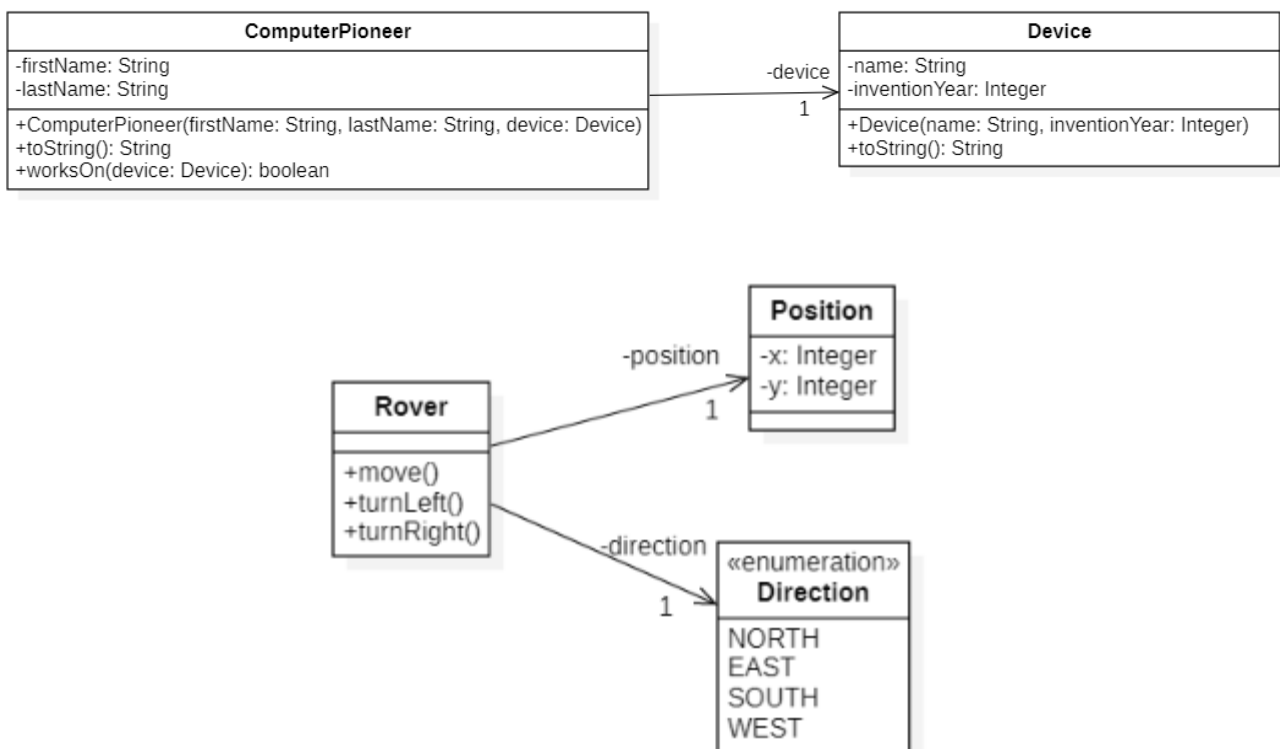 ComputerPioneer
-firstName: String
-lastName: String
+ComputerPioneer(firstName: String, lastName: String, device: Device)
+toString(): String
+worksOn(device: Device): boolean
-device
1
Device
-name: String
-inventionYear: Integer
+Device(name: String, inventionYear: Integer)
+toString(): String
Rover
+move()
+turnLeft()
+turnRight()
-position
1
Position
-x: Integer
-y: Integer
-direction
1
«enumeration»
Direction
NORTH
EAST
SOUTH
WEST